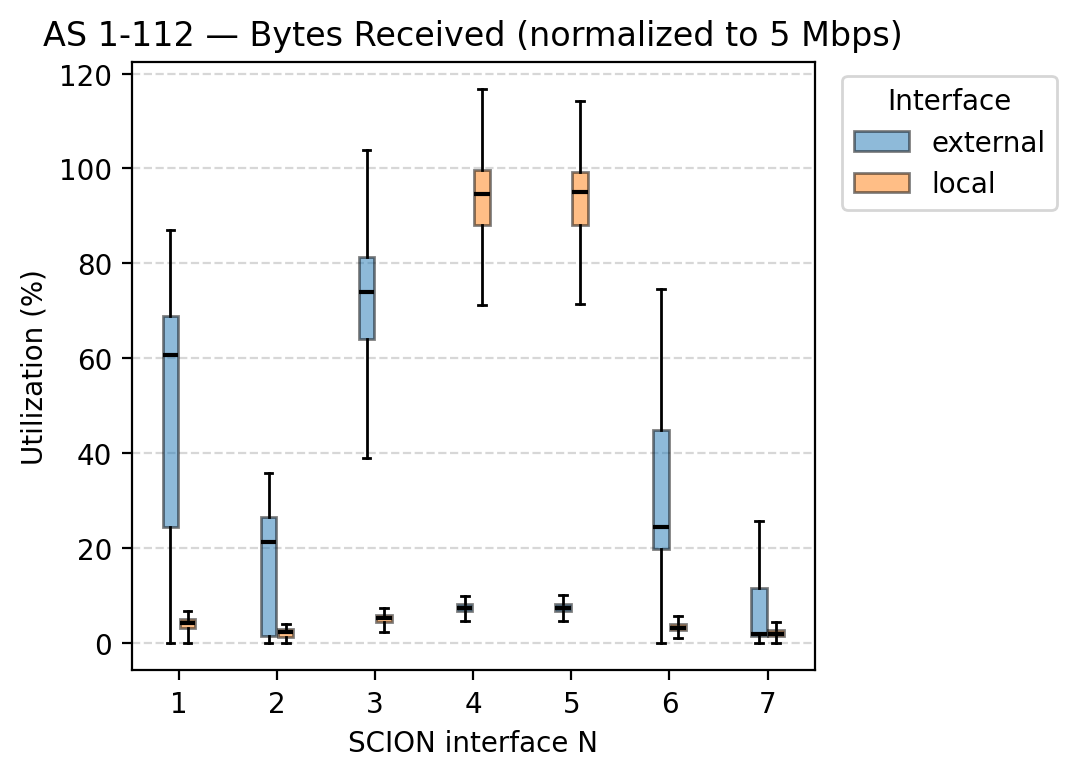 AS 1-112 — Bytes Received (normalized to 5 Mbps)
Interface
external
local
Utilization (%)
120
100
80
60
40
20
0
1 2 3 4 5 6 7
SCION interface N